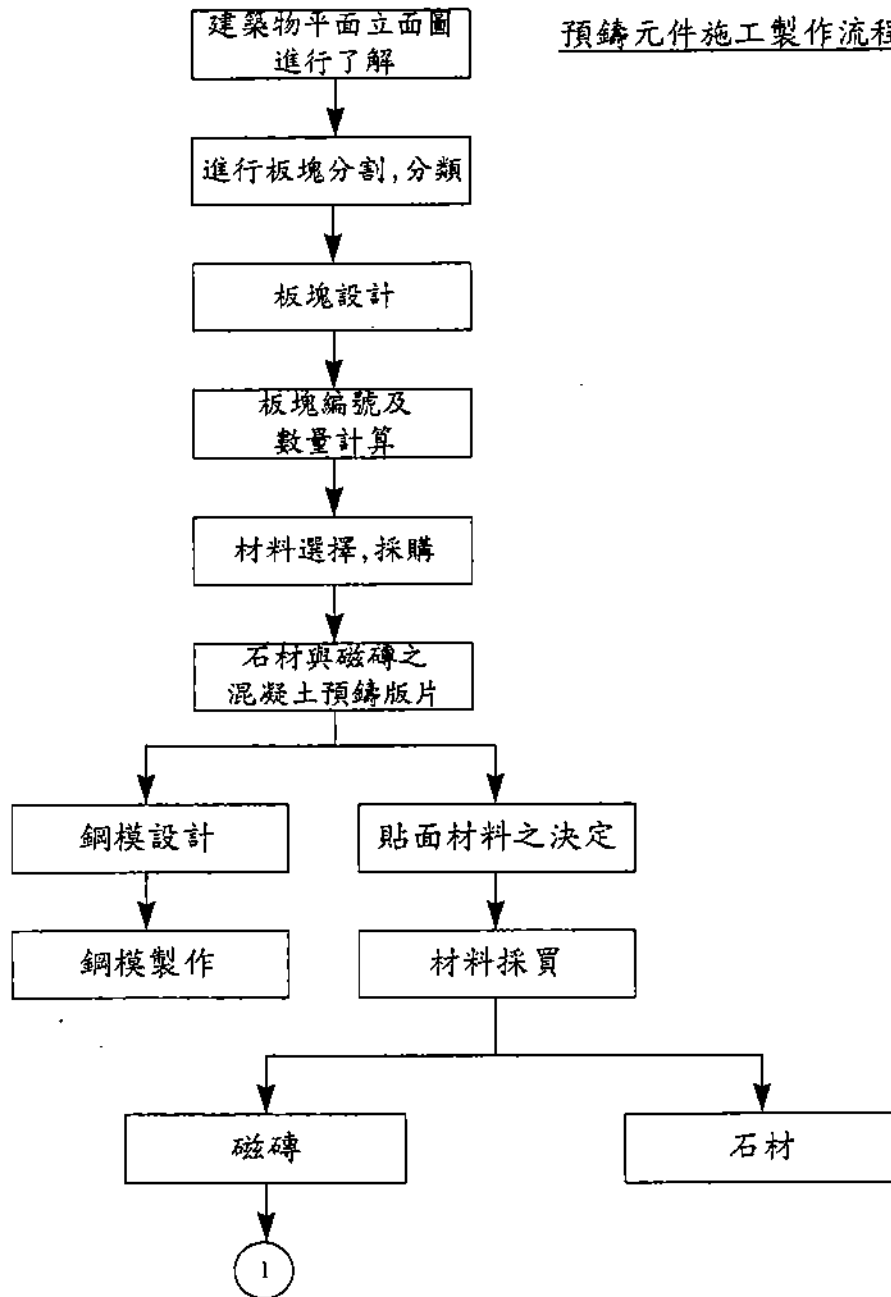 預鑄元件施工製作流程
建築物平面立面圖
進行了解
進行板塊分割,分類
板塊設計
板塊編號及
數量計算
材料選擇,採購
石材與磁磚之
混凝土預鑄版片
鋼模設計
貼面材料之決定
鋼模製作
材料採買
磁磚
石材
1